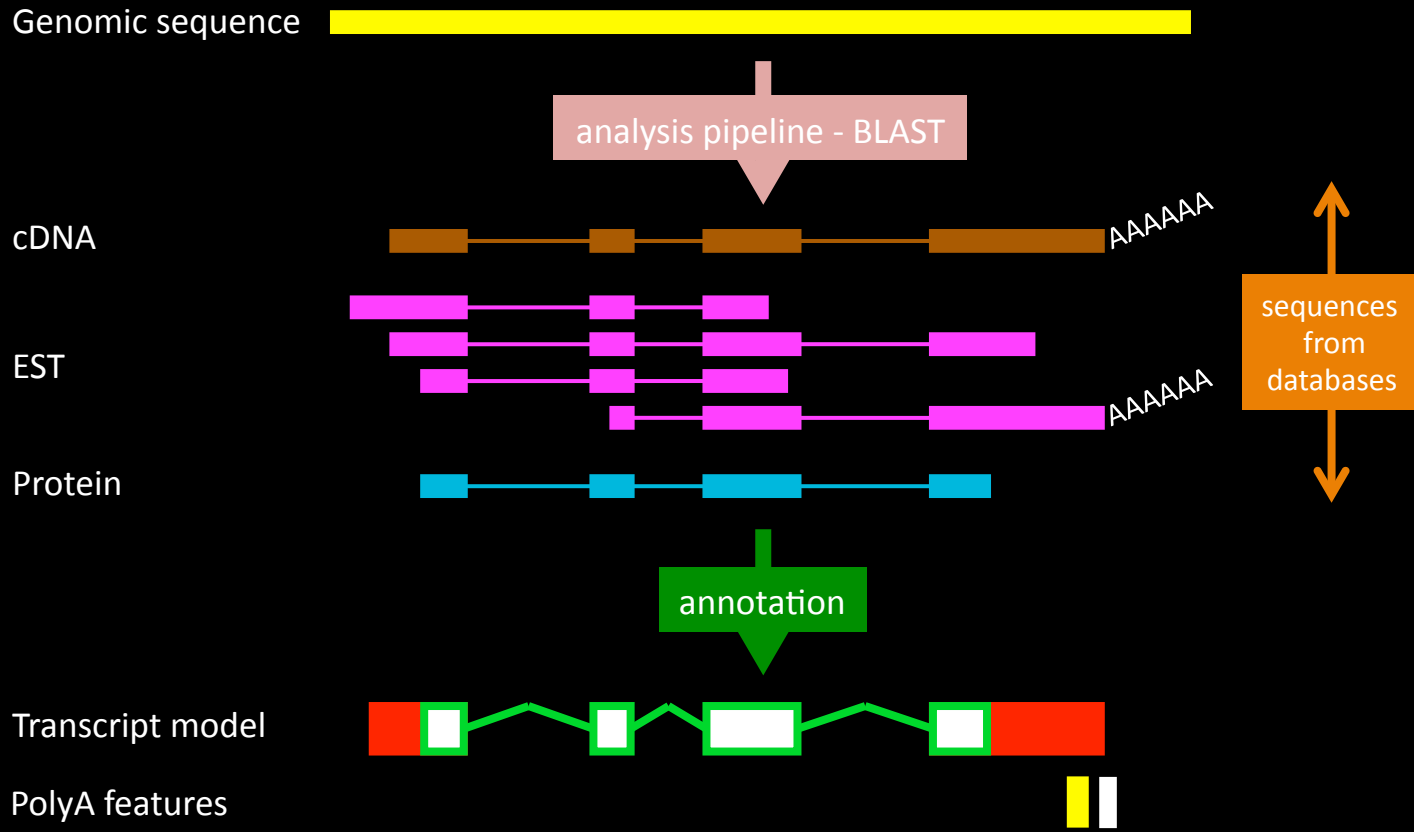 Genomic sequence
analysis pipeline - BLAST
cDNA
AAAAAA
EST
AAAAAA
sequences
from
databases
Protein
annotation
Transcript model
PolyA features